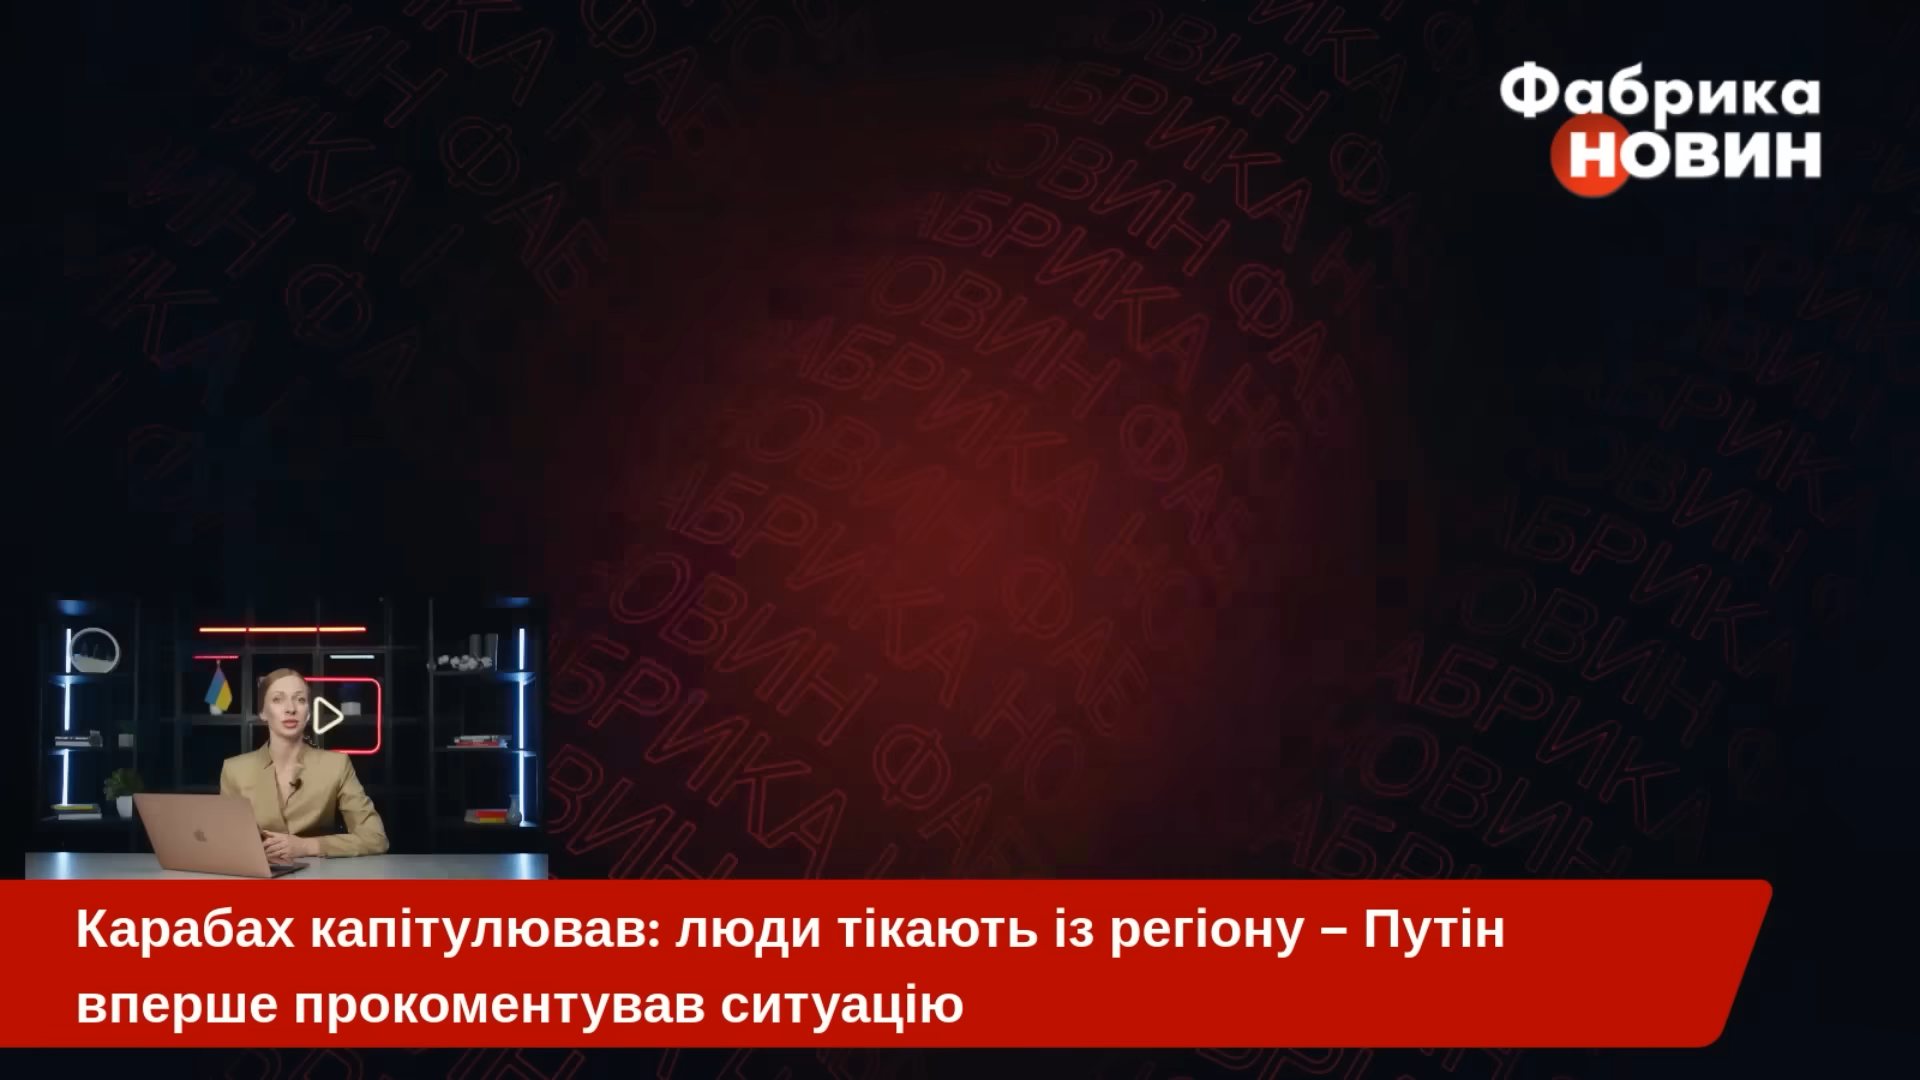 Фабрика
новин
Карабах капітулював: люди тікають із регіону – Путін
вперше прокоментував ситуацію